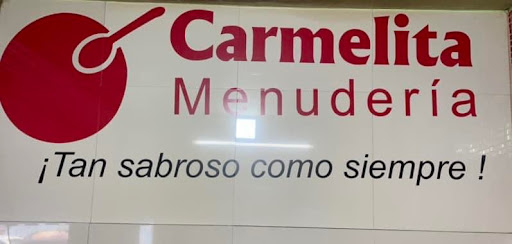 Carmelita
Menudería
¡Tan sabroso como siempre !